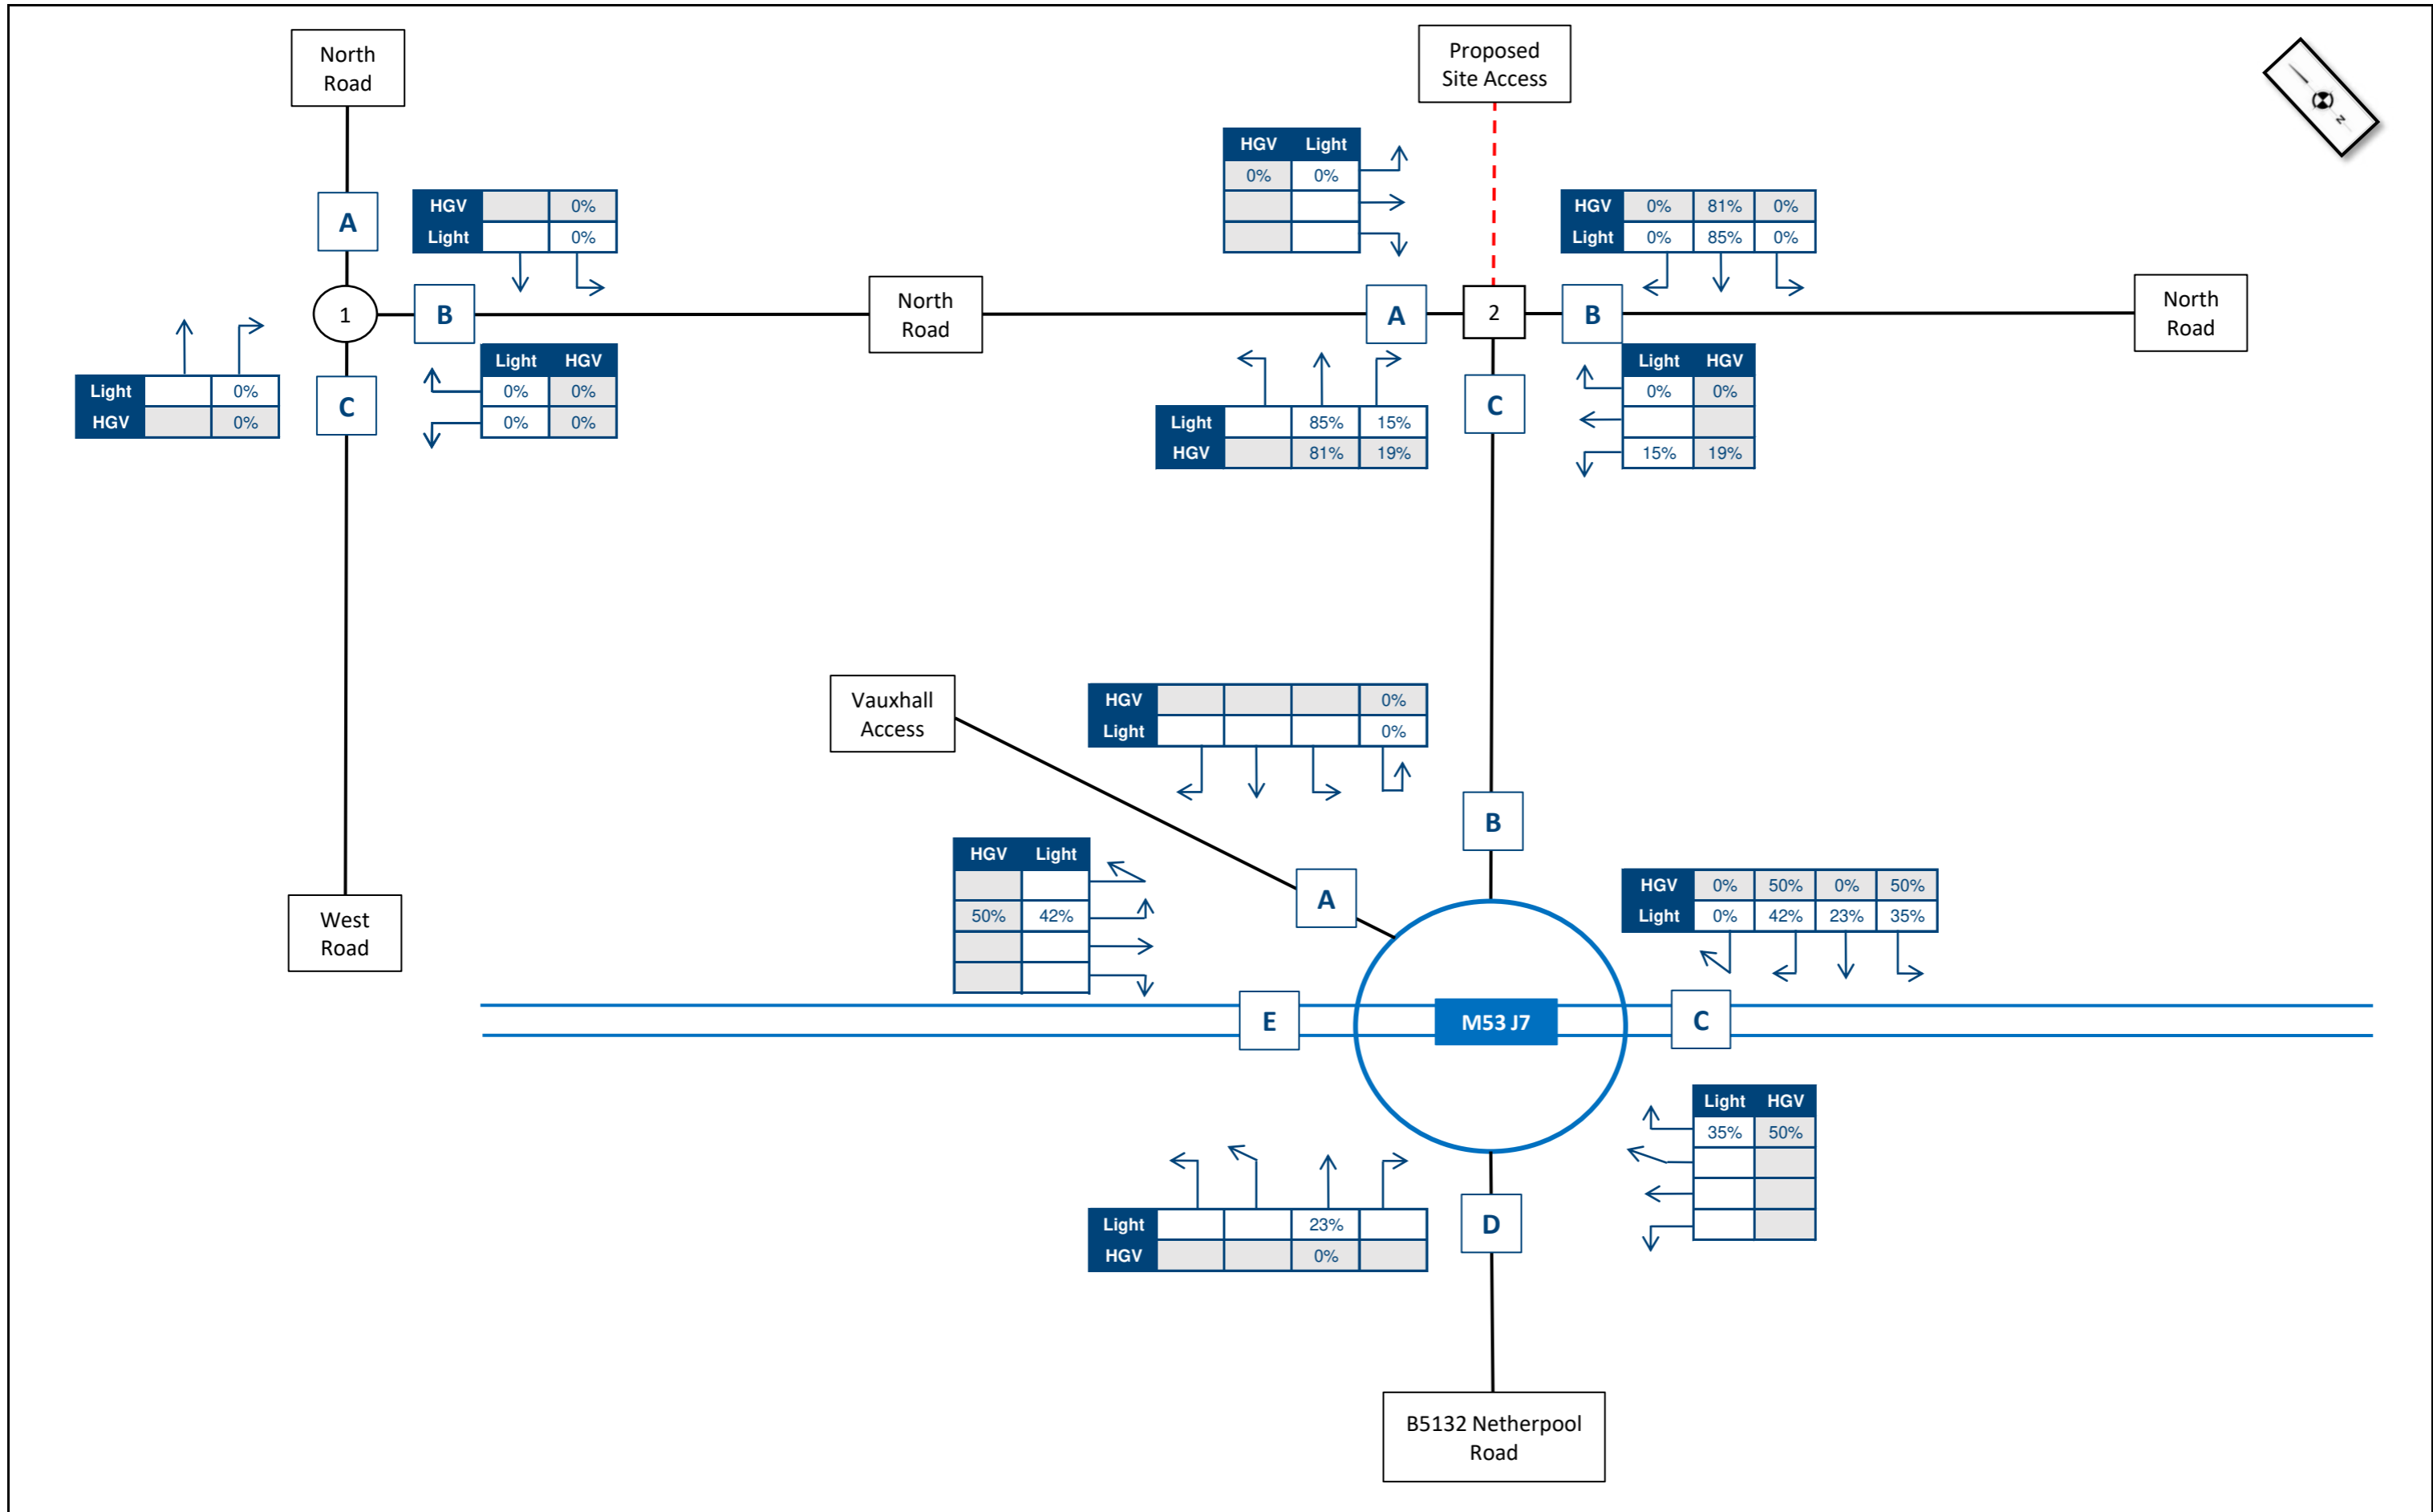 North
Road
Proposed
Site Access
N
HGV Light
0% 0%
A
HGV 0%
Light 0%
HGV 0% 81% 0%
Light 0% 85% 0%
1
B
North
Road
A
2
B
North
Road
Light 0%
HGV 0%
C
Light HGV
0% 0%
0% 0%
Light 85% 15%
HGV 81% 19%
C
Light HGV
0% 0%
15% 19%
Vauxhall
Access
HGV 0%
Light 0%
B
HGV Light
50% 42%
A
HGV 0% 50% 0% 50%
Light 0% 42% 23% 35%
West
Road
E
M53 J7
C
Light HGV
35% 50%
Light 23%
HGV 0%
D
B5132 Netherpool
Road